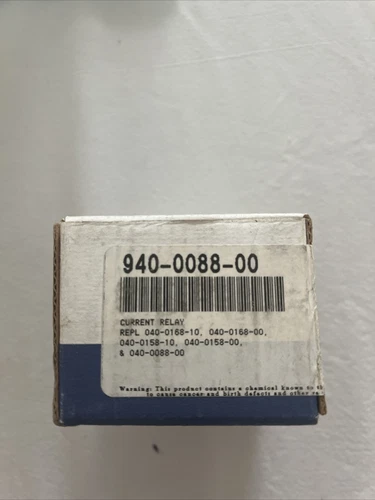 940-0088-00
CURRENT RELAY
REPL 040-0168-10, 040-0168-00,
040-0158-10, 040-0158-00,
& 040-0088-00
Warning: This product contains a chemical known to
to cause cancer and birth defects and other